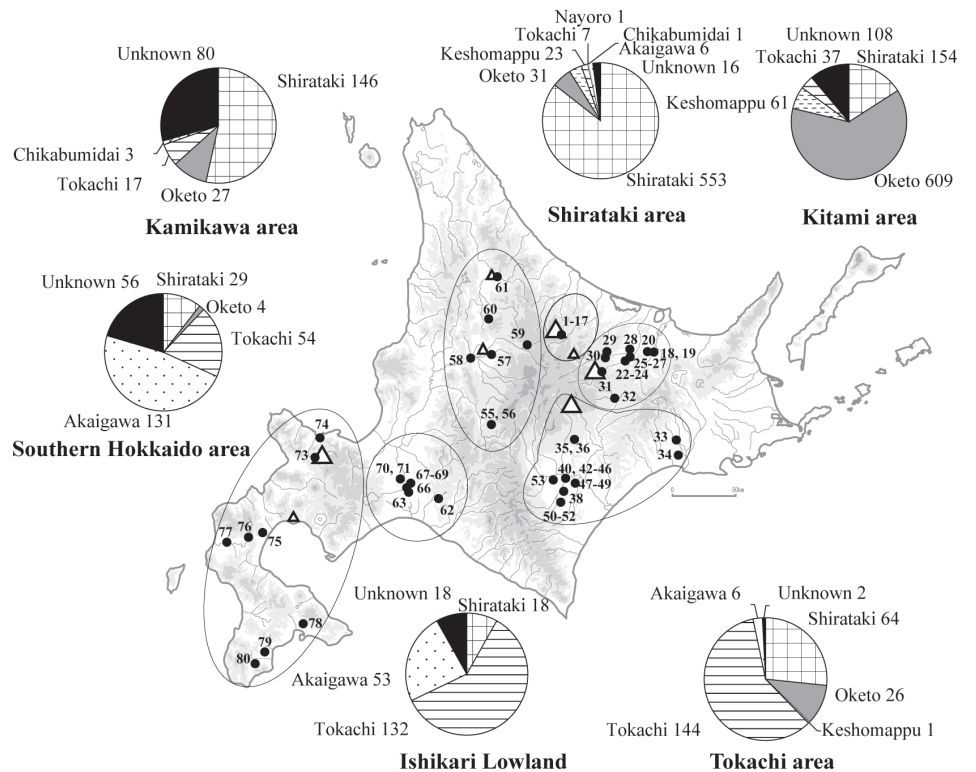 Unknown 80
Shirataki 146
Chikabumidai 3
Tokachi 17
Oketo 27
Kamikawa area
Nayoro 1
Tokachi 7
Chikabumidai 1
Keshomappu 23
Akaigawa 6
Oketo 31
Unknown 16
Shirataki 553
Shirataki area
Unknown 108
Tokachi 37
Shirataki 154
Keshomappu 61
Oketo 609
Kitami area
Unknown 56
Shirataki 29
Oketo 4
Tokachi 54
Akaigawa 131
Southern Hokkaido area
61
60
59
58
57
55, 56
1-17
29
28
20
30
18, 19
25-27
22-24
31
32
33
34
35, 36
40, 42-46
53
47-49
38
50-52
50km
74
73
70, 71
67-69
66
63
62
77
76
75
78
79
80
Unknown 18
Shirataki 18
Akaigawa 53
Tokachi 132
Ishikari Lowland
Akaigawa 6
Unknown 2
Shirataki 64
Oketo 26
Tokachi 144
Keshomappu 1
Tokachi area